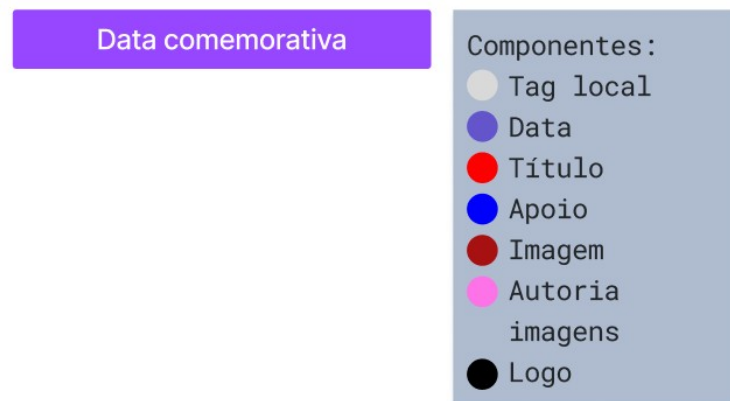 Data comemorativa
Componentes:
Tag local
Data
Título
Apoio
Imagem
Autoria
imagens
Logo